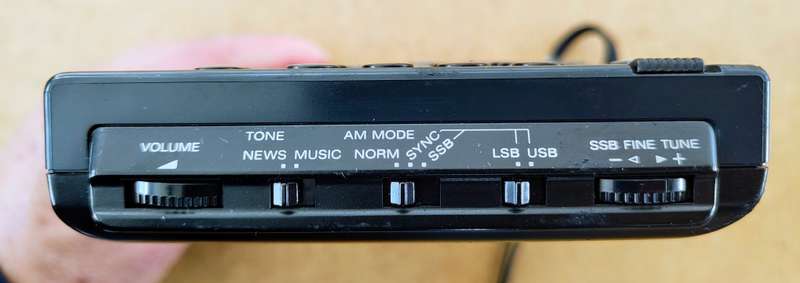 VOLUME
TONE
NEWS MUSIC
AM MODE
NORM SYNC SSB
LSB USB
SSB FINE TUNE
− ◁ ▶ +